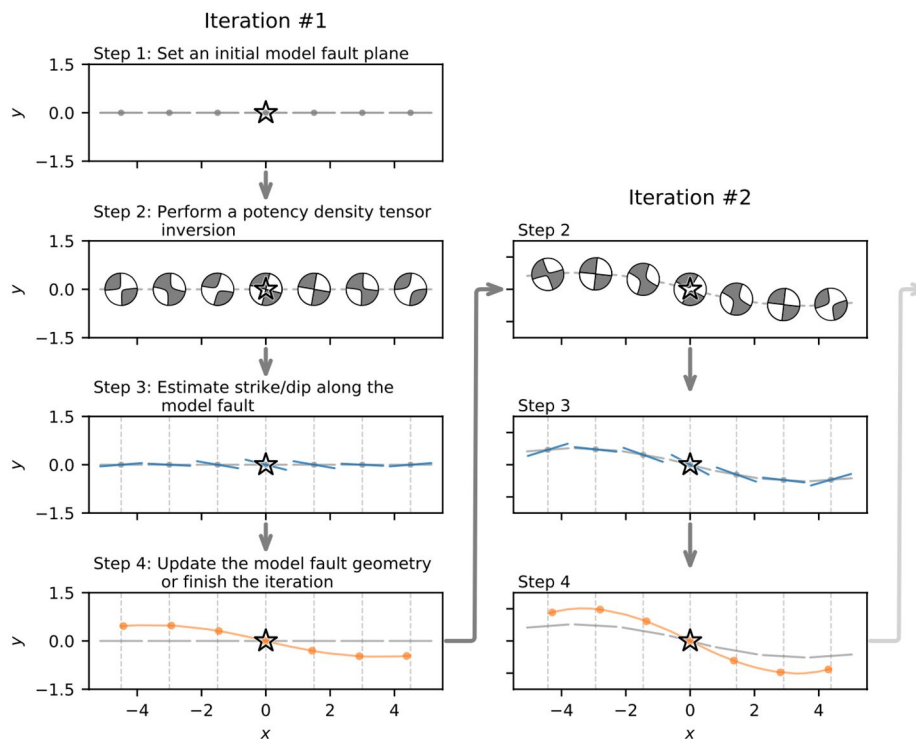 Iteration #1
Step 1: Set an initial model fault plane
1.5
0.0
−1.5
y
Step 2: Perform a potency density tensor
inversion
1.5
0.0
−1.5
y
Step 3: Estimate strike/dip along the
model fault
1.5
0.0
−1.5
y
Step 4: Update the model fault geometry
or finish the iteration
1.5
0.0
−1.5
y
−4
−2
0
2
4
x
Iteration #2
Step 2
Step 3
Step 4
−4
−2
0
2
4
x